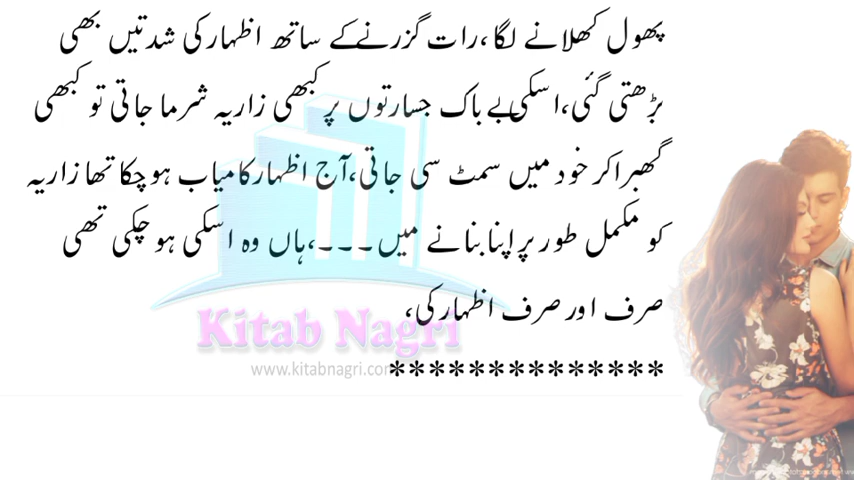 پھول کھلانے لگا،رات گزرنے کے ساتھ اظہار کی شدتیں بھی
بڑھتی گئی،اسکی بے باک جسارتوں پر کبھی زاریہ شرما جاتی تو کبھی
گھبرا کر خود میں سمٹ سی جاتی،آج اظہار کامیاب ہو چکا تھا زاریہ
کو مکمل طور پر اپنا بنانے میں۔۔۔،ہاں وہ اسکی ہو چکی تھی
صرف اور صرف اظہار کی،
Kitab Nagri
www.kitabnagri.com
**************